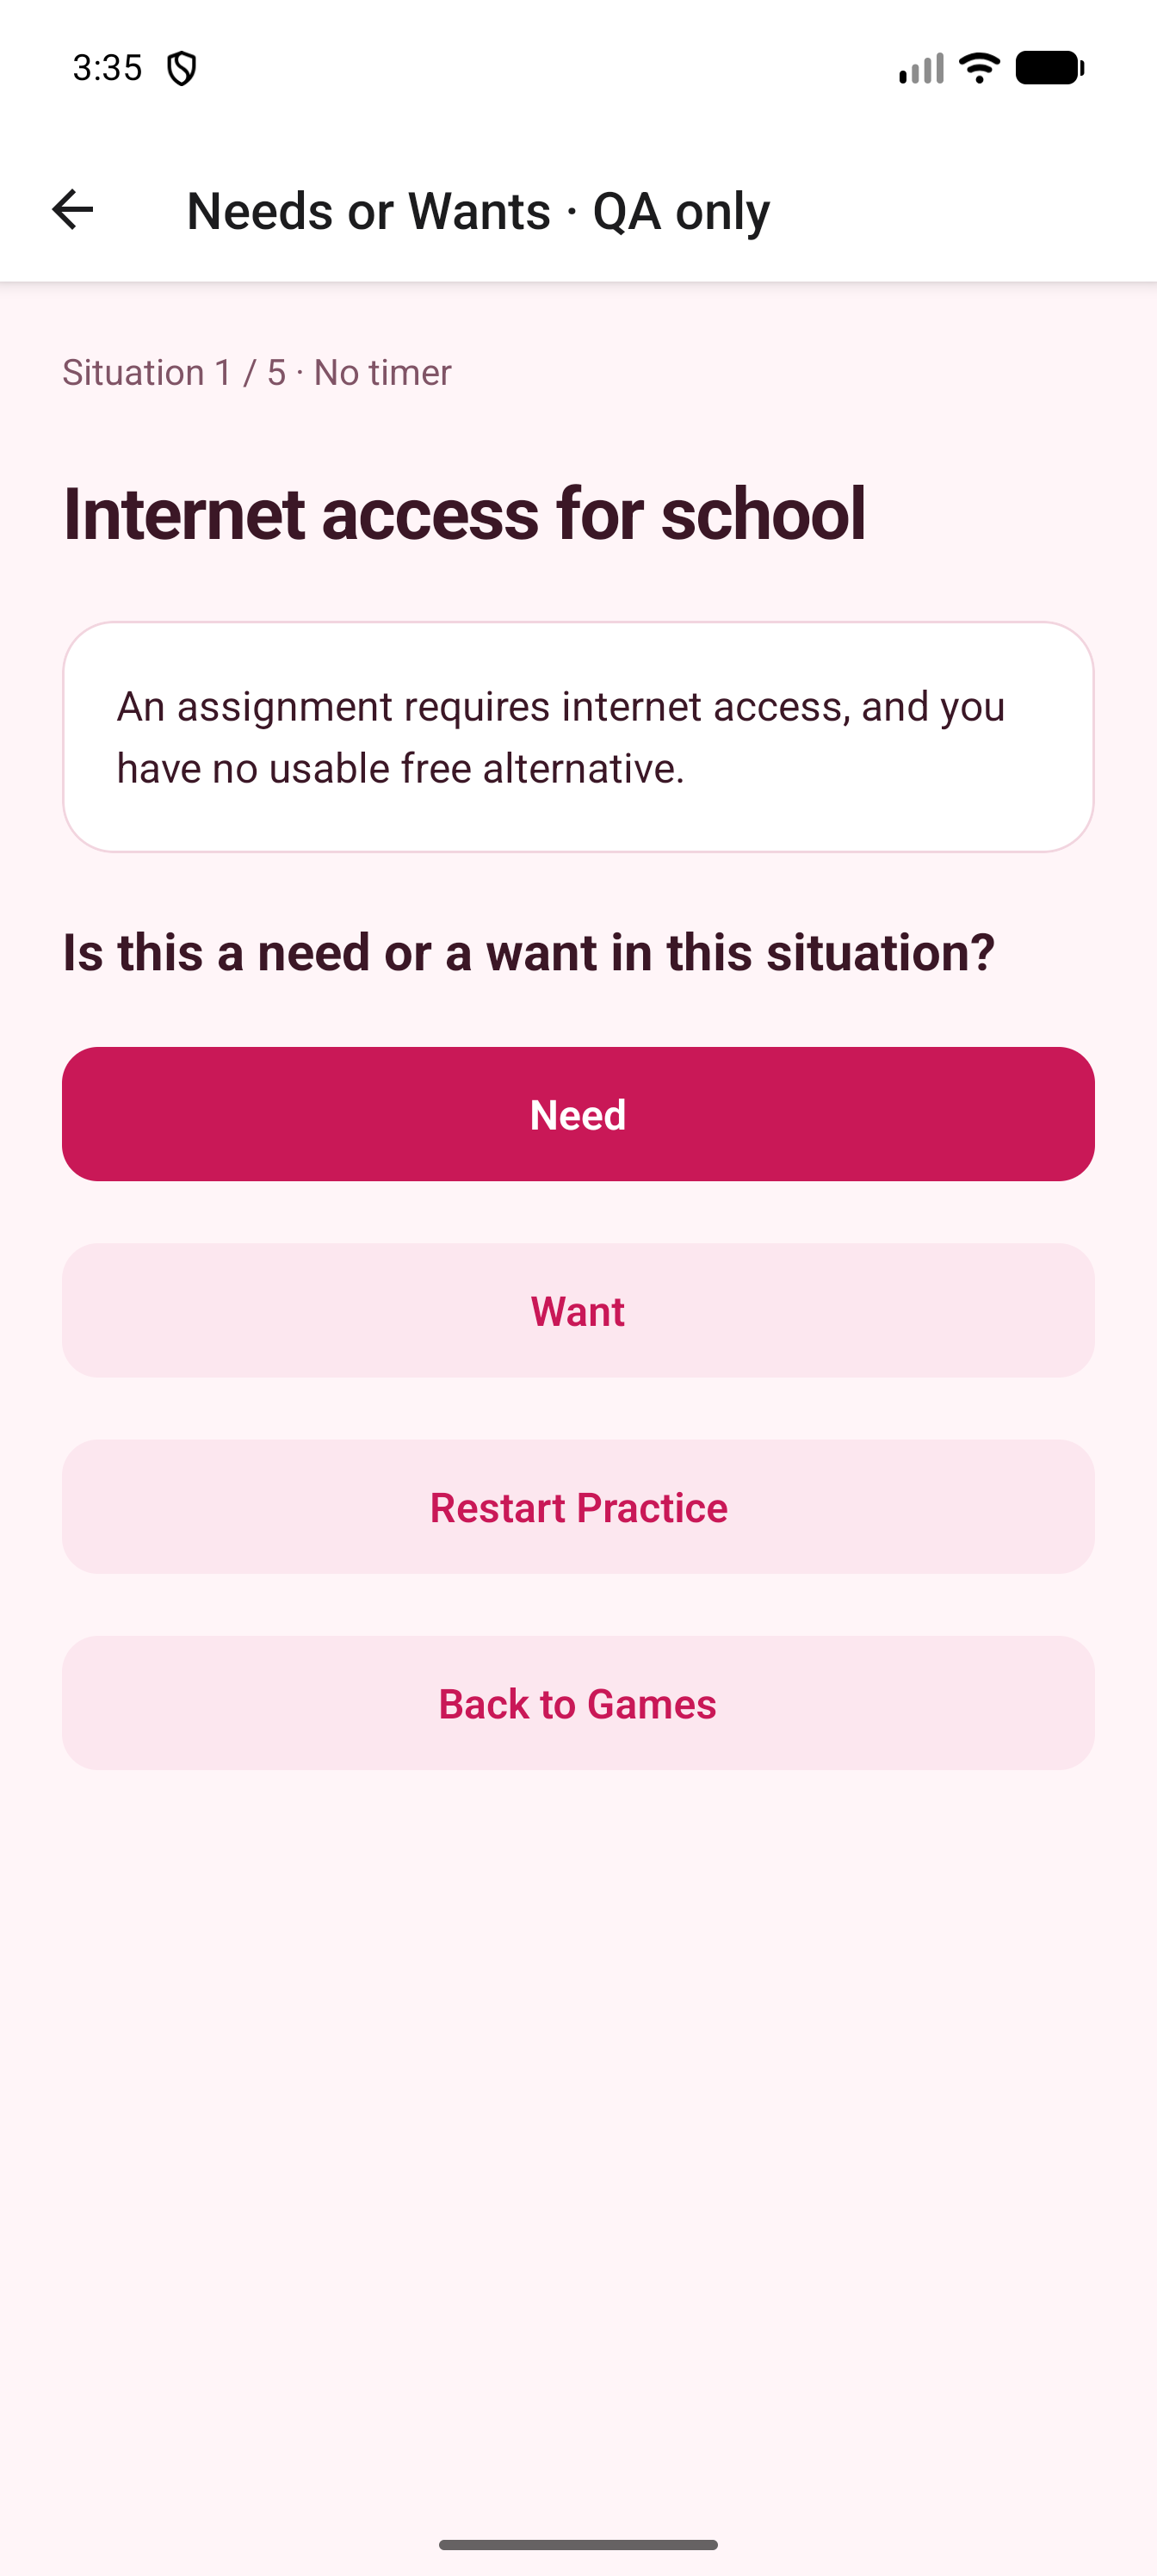 3:35
Needs or Wants · QA only
Situation 1 / 5 · No timer
Internet access for school
An assignment requires internet access, and you
have no usable free alternative.
Is this a need or a want in this situation?
Need
Want
Restart Practice
Back to Games